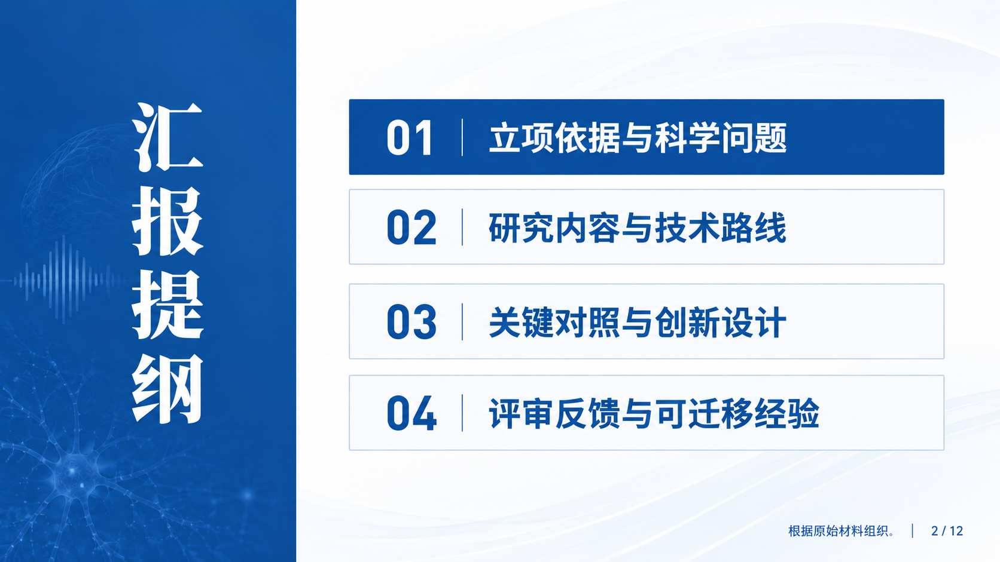 汇报提纲
01 立项依据与科学问题
02 研究内容与技术路线
03 关键对照与创新设计
04 评审反馈与可迁移经验
根据原始材料组织。 | 2 / 12